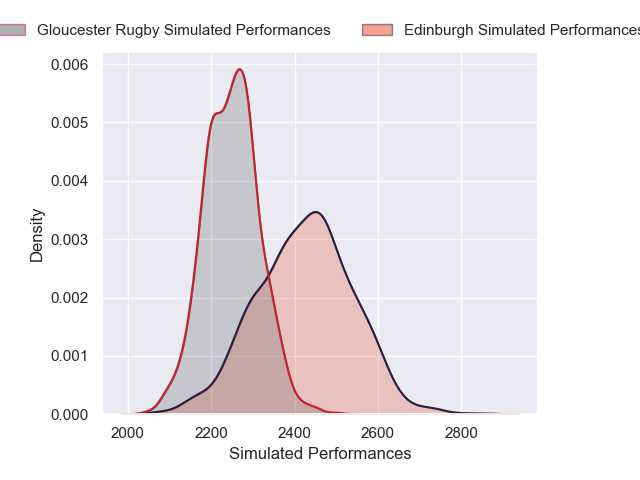 Gloucester Rugby Simulated Performances
Edinburgh Simulated Performances
0.006
0.005
0.004
0.003
0.002
0.001
0.000
Density
2000 2200 2400 2600 2800
Simulated Performances